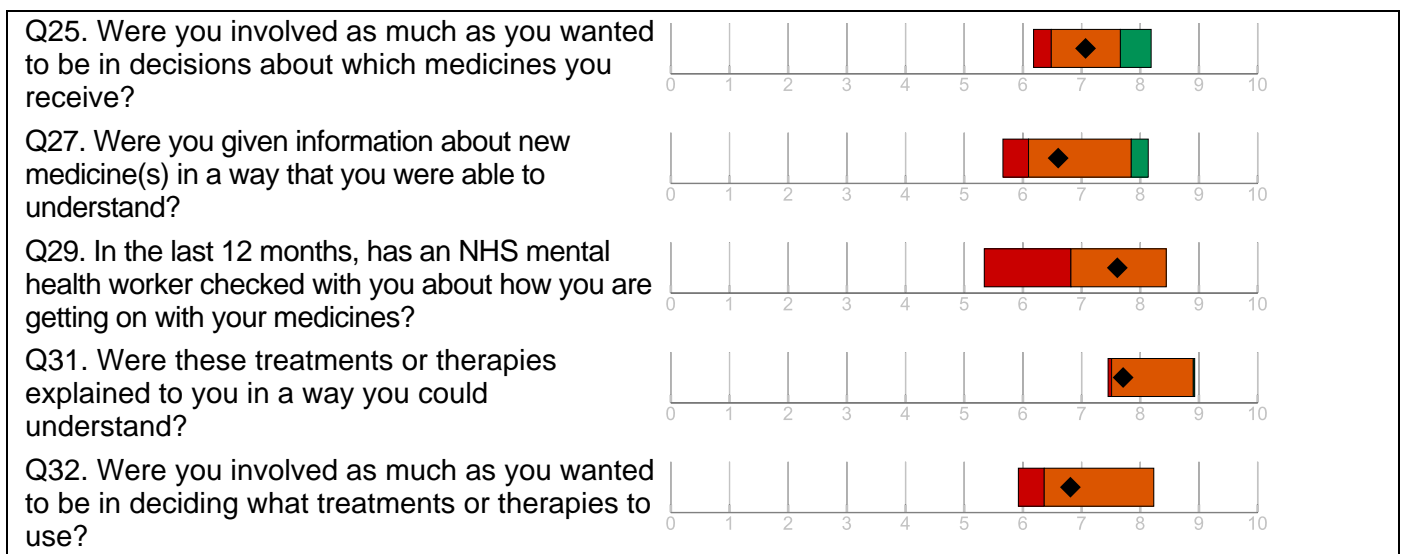 Q25. Were you involved as much as you wanted
to be in decisions about which medicines you
receive?
0 1 2 3 4 5 6 7 8 9 10
Q27. Were you given information about new
medicine(s) in a way that you were able to
understand?
0 1 2 3 4 5 6 7 8 9 10
Q29. In the last 12 months, has an NHS mental
health worker checked with you about how you are
getting on with your medicines?
0 1 2 3 4 5 6 7 8 9 10
Q31. Were these treatments or therapies
explained to you in a way you could
understand?
0 1 2 3 4 5 6 7 8 9 10
Q32. Were you involved as much as you wanted
to be in deciding what treatments or therapies to
use?
0 1 2 3 4 5 6 7 8 9 10